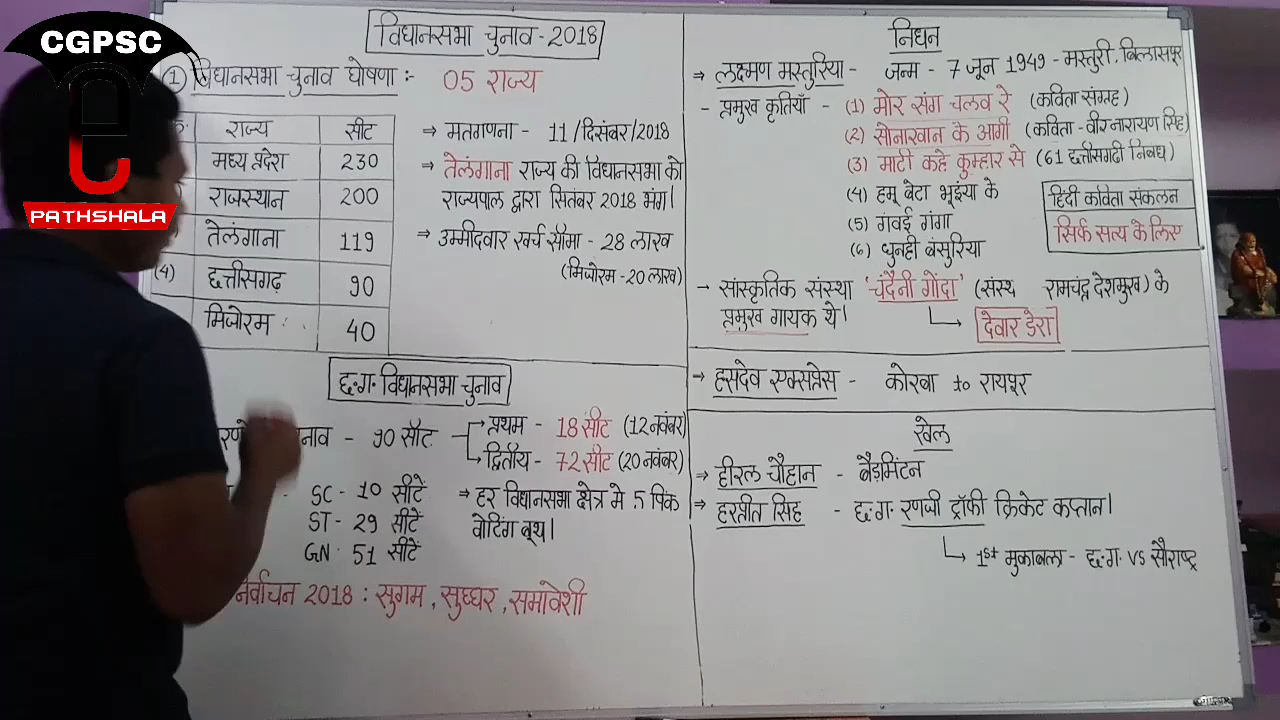 CGPSC
PATHSHALA
विधानसभा चुनाव - 2018
① विधानसभा चुनाव घोषणा :- 05 राज्य
राज्य सीट
मध्य प्रदेश 230
राजस्थान 200
तेलंगाना 119
(4) छत्तीसगढ़ 90
मिजोरम 40
⇒ मतगणना - 11/दिसंबर/2018
⇒ तेलंगाना राज्य की विधानसभा को
राज्यपाल द्वारा सितंबर 2018 भंग।
⇒ उम्मीदवार खर्च सीमा - 28 लाख
(मिजोरम - 20 लाख)
छ.ग. विधानसभा चुनाव
- 90 सीट
प्रथम - 18 सीट (12 नवंबर)
द्वितीय - 72 सीट (20 नवंबर)
SC - 10 सीटें
ST - 29 सीटें
GN 51 सीटें
⇒ हर विधानसभा क्षेत्र मे 5 पिंक
वोटिंग बूथ।
2018 : सुगम, सुघ्घर, समावेशी
निधन
⇒ लक्ष्मण मस्तुरिया - जन्म - 7 जून 1949 - मस्तुरी, बिलासपुर
- प्रमुख कृतियाँ - (1) मोर संग चलव रे (कविता संग्रह)
(2) सोनाखान के आगी (कविता - वीरनारायण सिंह)
(3) माटी कहे कुम्हार से (61 छत्तीसगढ़ी निबंध)
(4) हमू बेटा भूइंया के
(5) गंवई गंगा
(6) धुनही बंसुरिया
हिंदी कविता संकलन
सिर्फ सत्य के लिए
→ सांस्कृतिक संस्था 'चंदैनी गोंदा' (संस्थ रामचंद्र देशमुख) के
प्रमुख गायक थे।
देवार डेरा
→ हसदेव एक्सप्रेस - कोरबा to रायपुर
खेल
→ हीरल चौहान - बैडमिंटन
→ हरप्रीत सिंह - छ.ग. रणजी ट्रॉफी क्रिकेट कप्तान।
1st मुकाबला - छ.ग. vs सौराष्ट्र